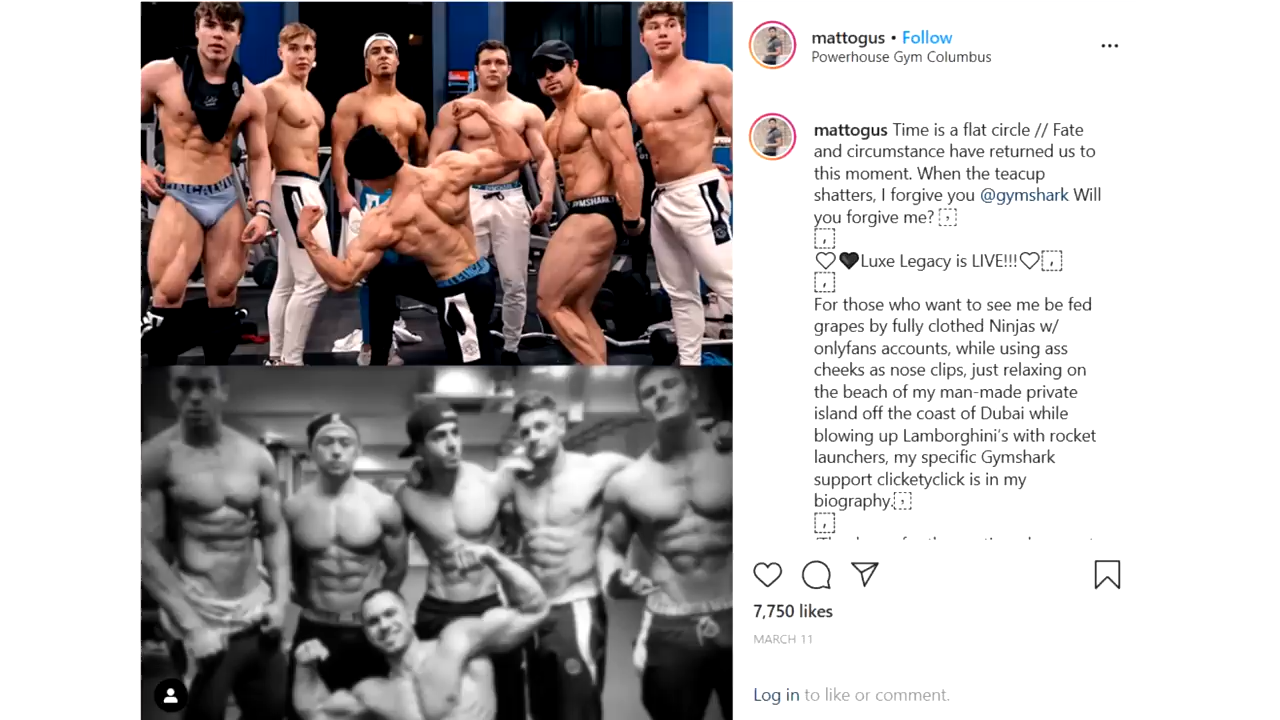 mattogus • Follow
Powerhouse Gym Columbus
mattogus Time is a flat circle // Fate
and circumstance have returned us to
this moment. When the teacup
shatters, I forgive you @gymshark Will
you forgive me?
♡🖤Luxe Legacy is LIVE!!!♡
For those who want to see me be fed
grapes by fully clothed Ninjas w/
onlyfans accounts, while using ass
cheeks as nose clips, just relaxing on
the beach of my man-made private
island off the coast of Dubai while
blowing up Lamborghini's with rocket
launchers, my specific Gymshark
support clicketyclick is in my
biography.
7,750 likes
MARCH 11
Log in to like or comment.
GYMSHARK